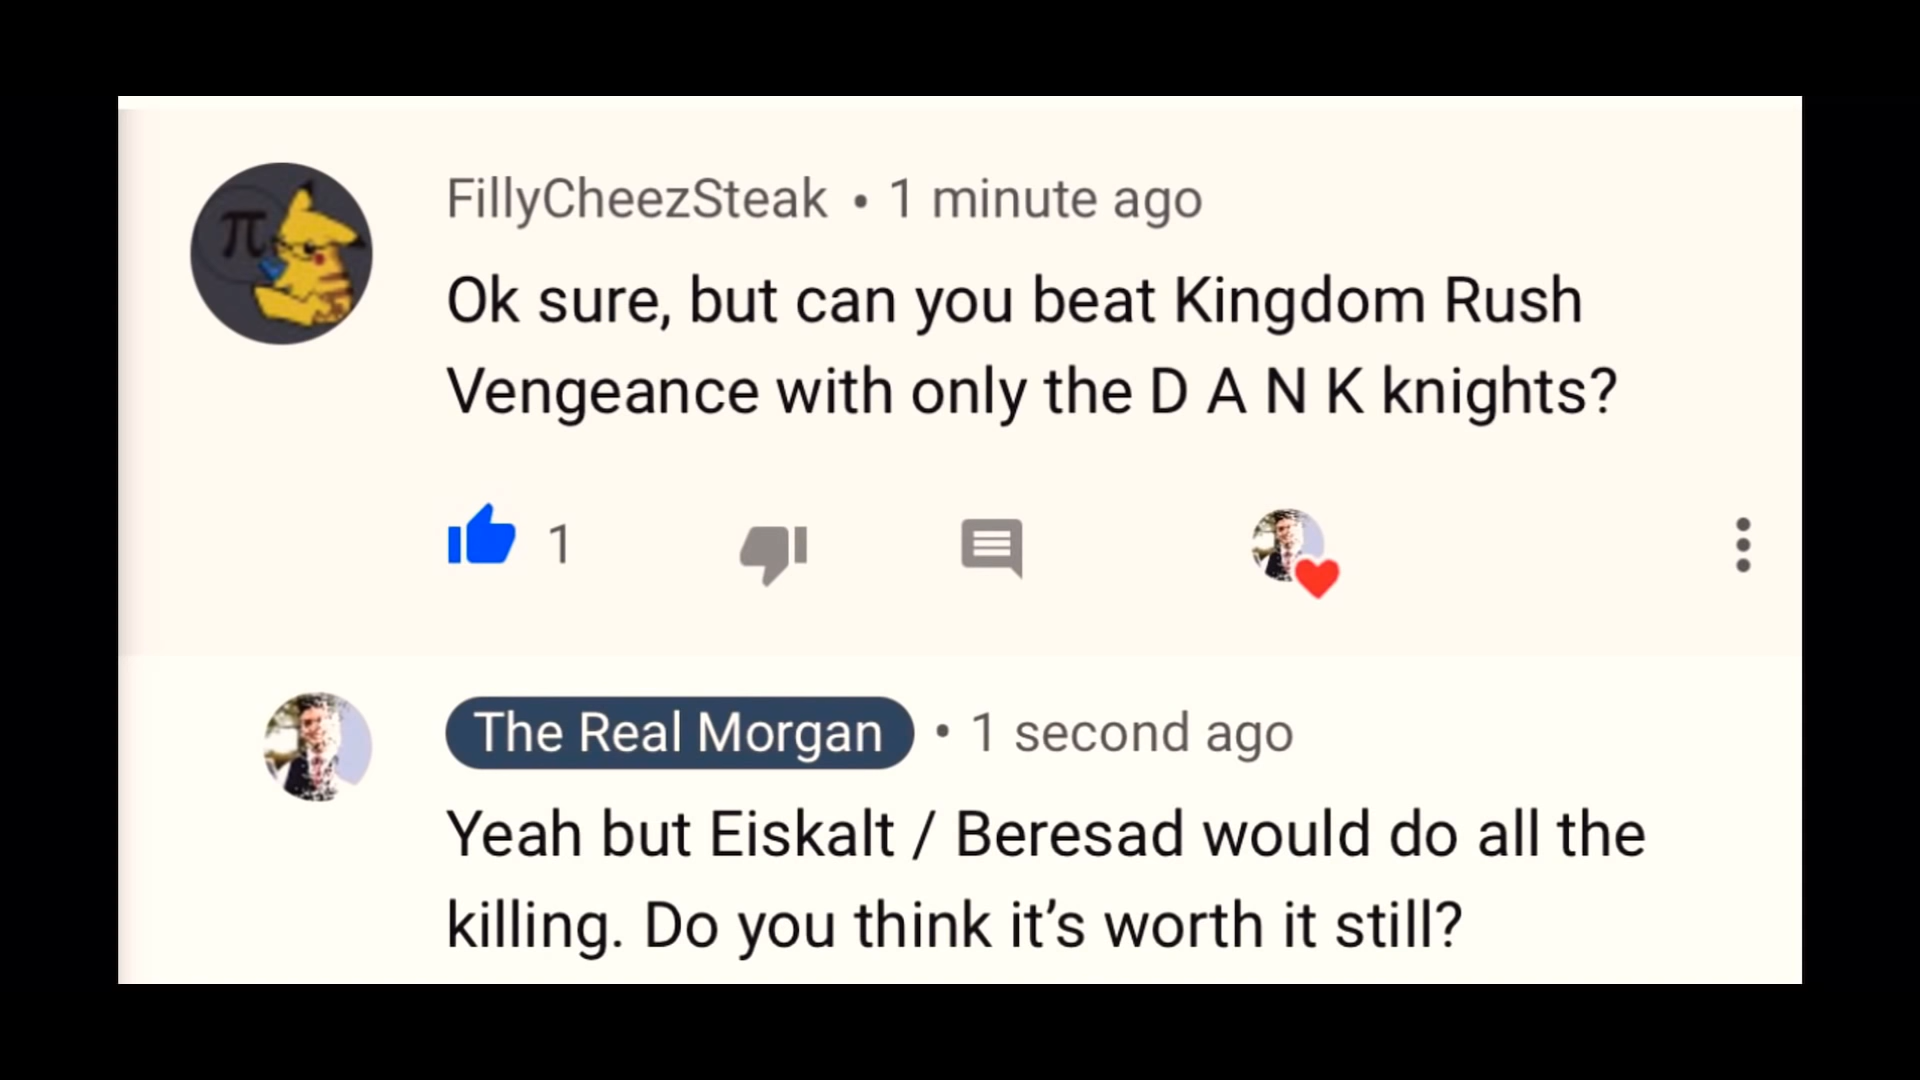 π
FillyCheezSteak • 1 minute ago
Ok sure, but can you beat Kingdom Rush
Vengeance with only the D A N K knights?
1
The Real Morgan • 1 second ago
Yeah but Eiskalt / Beresad would do all the
killing. Do you think it’s worth it still?